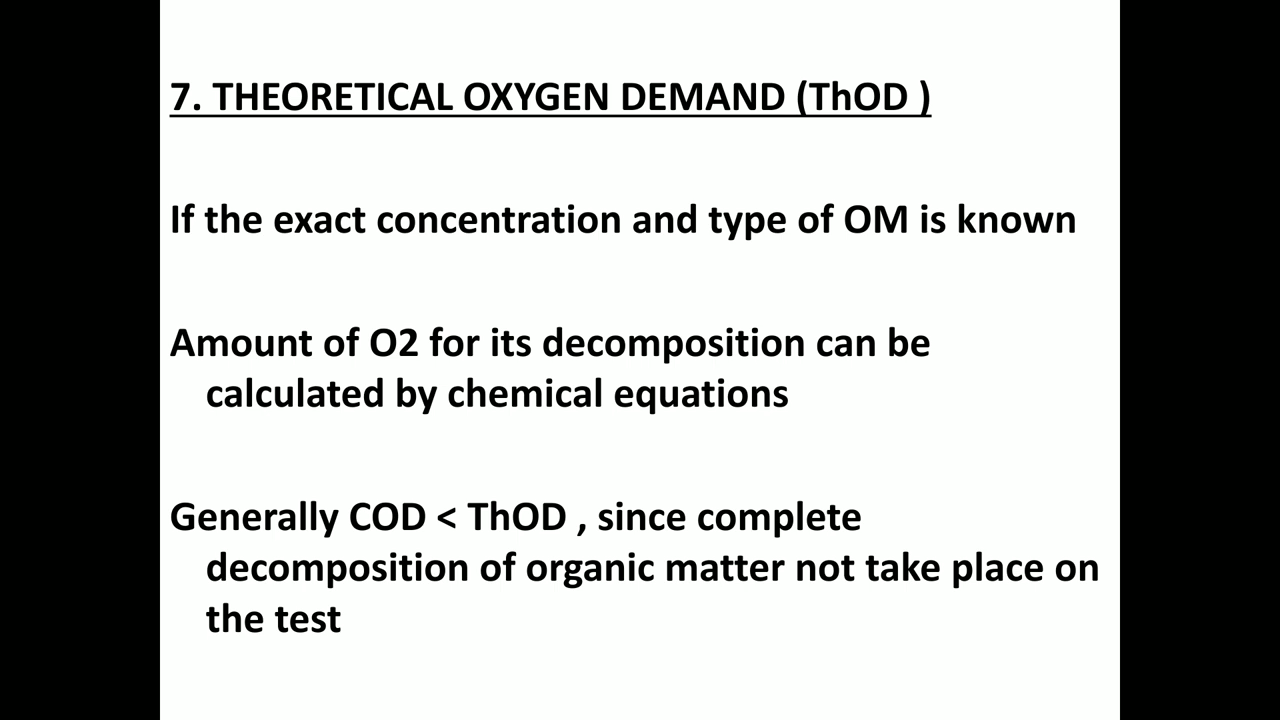 7. THEORETICAL OXYGEN DEMAND (ThOD )
If the exact concentration and type of OM is known
Amount of O2 for its decomposition can be
calculated by chemical equations
Generally COD < ThOD , since complete
decomposition of organic matter not take place on
the test